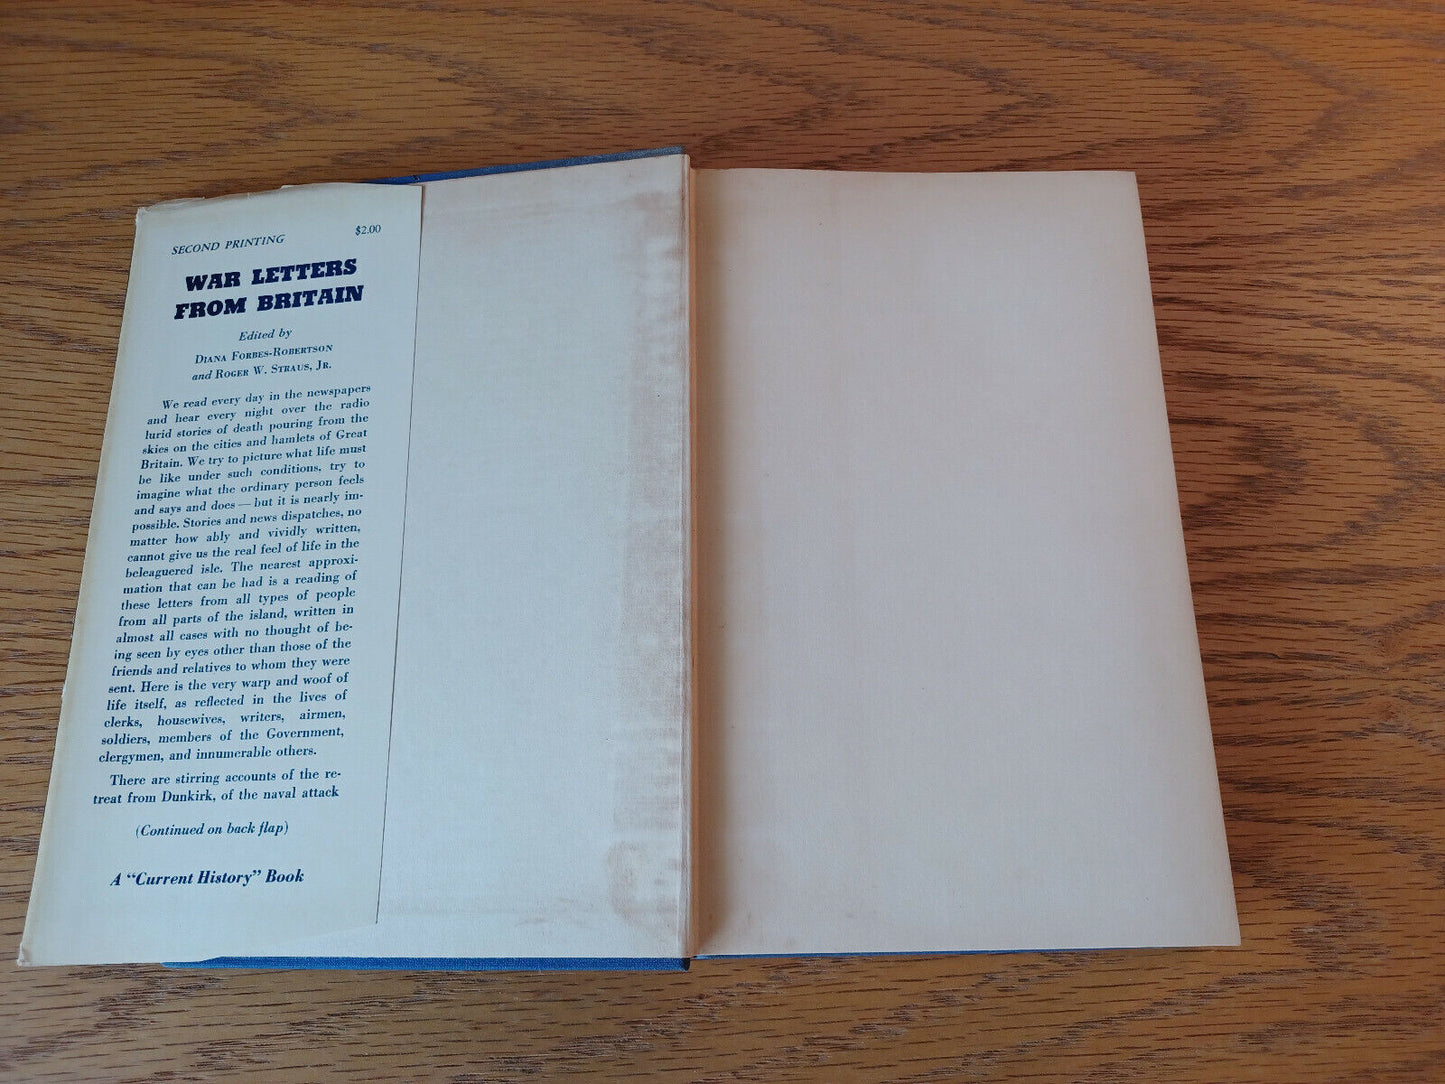 SECOND PRINTING $2.00
WAR LETTERS
FROM BRITAIN
Edited by
DIANA FORBES-ROBERTSON
and ROGER W. STRAUS, JR.
We read every day in the newspapers
and hear every night over the radio
lurid stories of death pouring from the
skies on the cities and hamlets of Great
Britain. We try to picture what life must
be like under such conditions, try to
imagine what the ordinary person feels
and says and does — but it is nearly im-
possible. Stories and news dispatches, no
matter how ably and vividly written,
cannot give us the real feel of life in the
beleaguered isle. The nearest approxi-
mation that can be had is a reading of
these letters from all types of people
from all parts of the island, written in
almost all cases with no thought of be-
ing seen by eyes other than those of the
friends and relatives to whom they were
sent. Here is the very warp and woof of
life itself, as reflected in the lives of
clerks, housewives, writers, airmen,
soldiers, members of the Government,
clergymen, and innumerable others.
There are stirring accounts of the re-
treat from Dunkirk, of the naval attack
(Continued on back flap)
A "Current History" Book